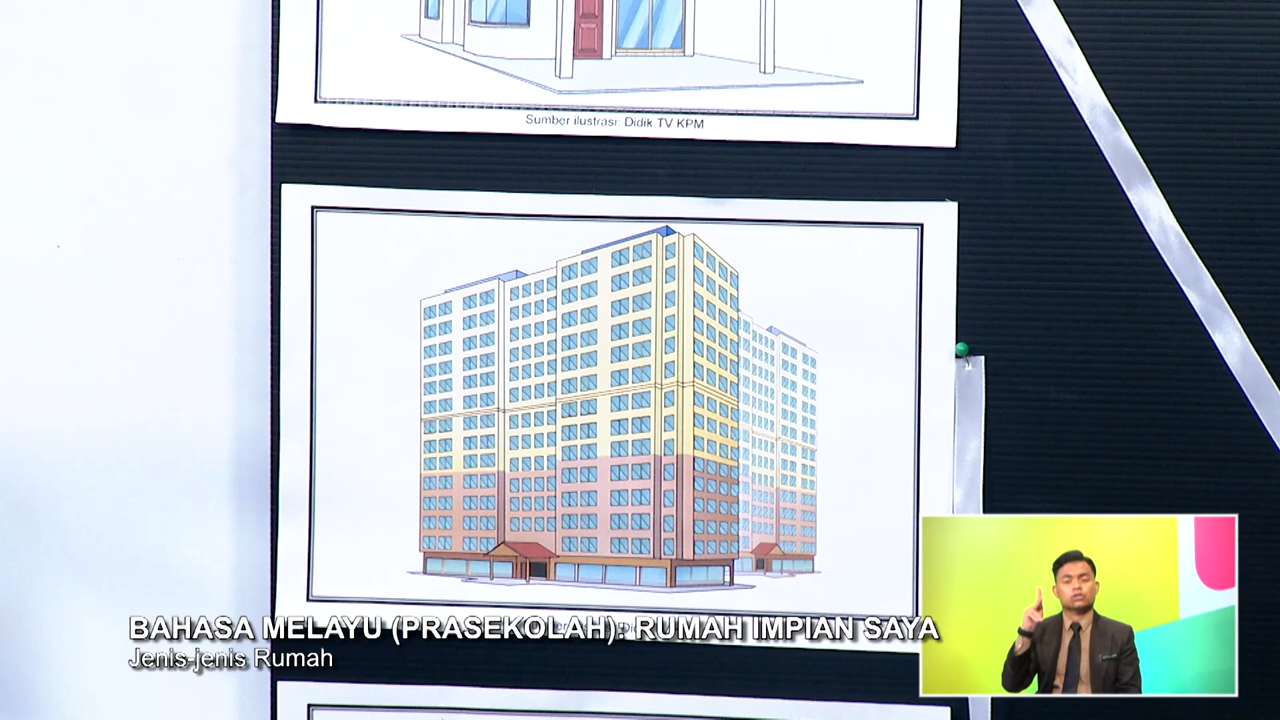 Sumber ilustrasi: Didik TV KPM
BAHASA MELAYU (PRASEKOLAH): RUMAH IMPIAN SAYA
Jenis-jenis Rumah